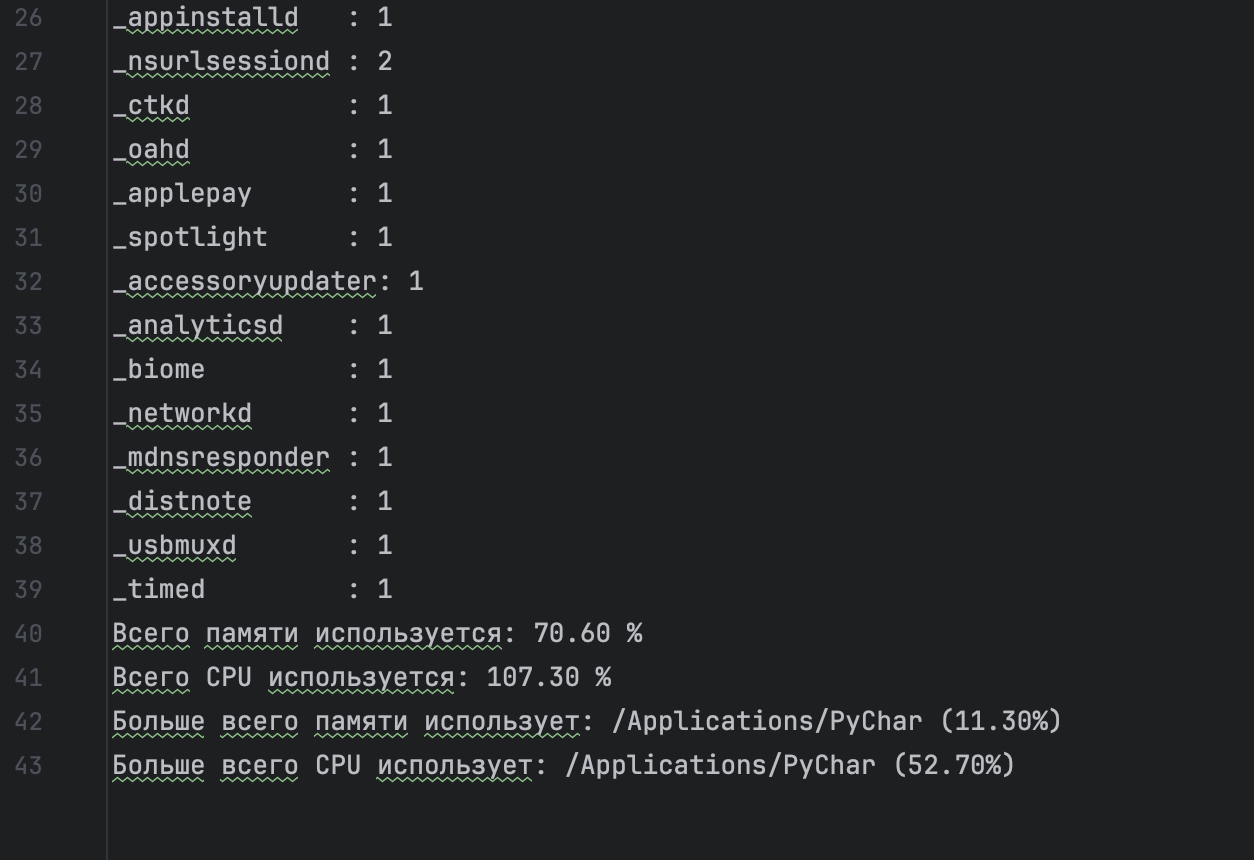 26 _appinstalld   : 1
27 _nsurlsessiond : 2
28 _ctkd          : 1
29 _oahd          : 1
30 _applepay      : 1
31 _spotlight     : 1
32 _accessoryupdater: 1
33 _analyticsd    : 1
34 _biome         : 1
35 _networkd      : 1
36 _mdnsresponder : 1
37 _distnote      : 1
38 _usbmuxd       : 1
39 _timed         : 1
40 Всего памяти используется: 70.60 %
41 Всего CPU используется: 107.30 %
42 Больше всего памяти использует: /Applications/PyChar (11.30%)
43 Больше всего CPU использует: /Applications/PyChar (52.70%)